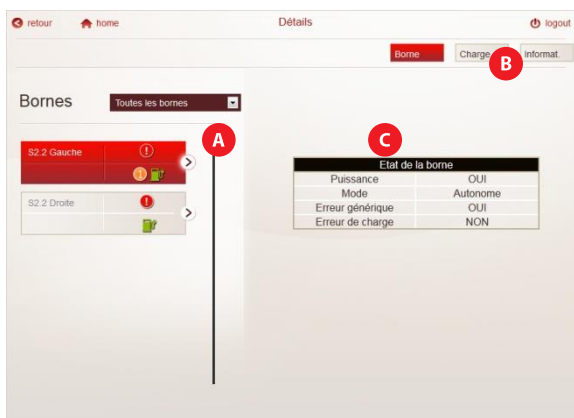 retour home Détails logout
Borne Charge B Informat.
Bornes Toutes les bornes
A C
S2.2 Gauche !
! 
S2.2 Droite !
Etat de la borne
Puissance OUI
Mode Autonome
Erreur générique OUI
Erreur de charge NON